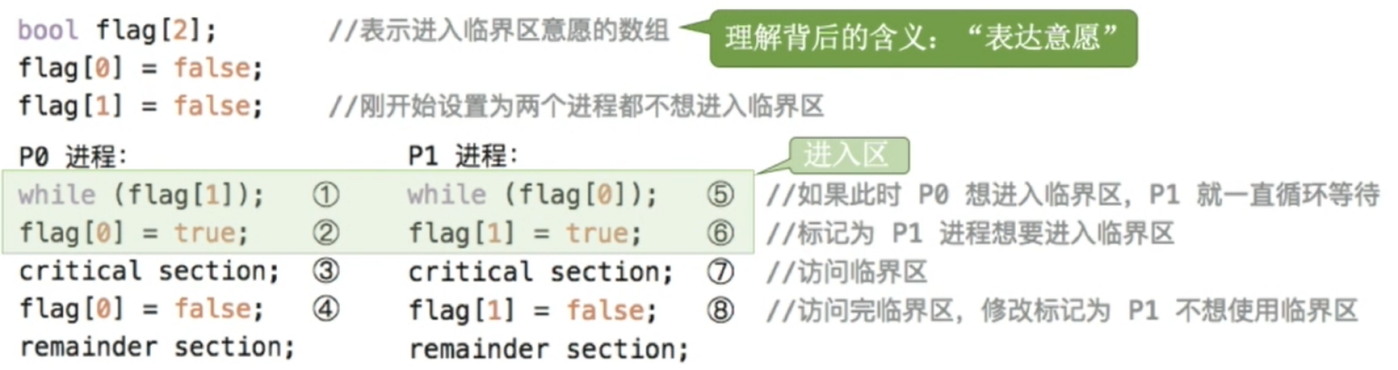 bool flag[2]; //表示进入临界区意愿的数组 理解背后的含义：“表达意愿”
flag[0] = false;
flag[1] = false; //刚开始设置为两个进程都不想进入临界区
P0 进程： P1 进程： 进入区
while (flag[1]); ① while (flag[0]); ⑤ //如果此时 P0 想进入临界区，P1 就一直循环等待
flag[0] = true; ② flag[1] = true; ⑥ //标记为 P1 进程想要进入临界区
critical section; ③ critical section; ⑦ //访问临界区
flag[0] = false; ④ flag[1] = false; ⑧ //访问完临界区，修改标记为 P1 不想使用临界区
remainder section; remainder section;